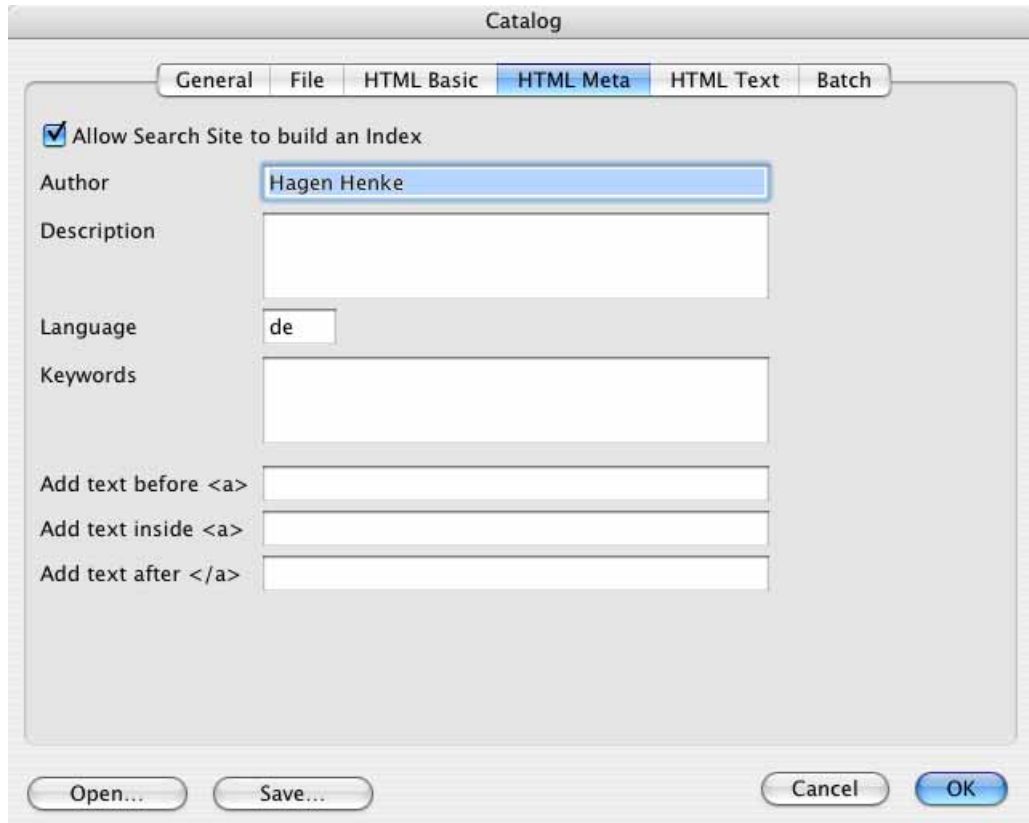 Catalog
General File HTML Basic HTML Meta HTML Text Batch
Allow Search Site to build an Index
Author Hagen Henke
Description
Language de
Keywords
Add text before <a>
Add text inside <a>
Add text after </a>
Open... Save... Cancel OK